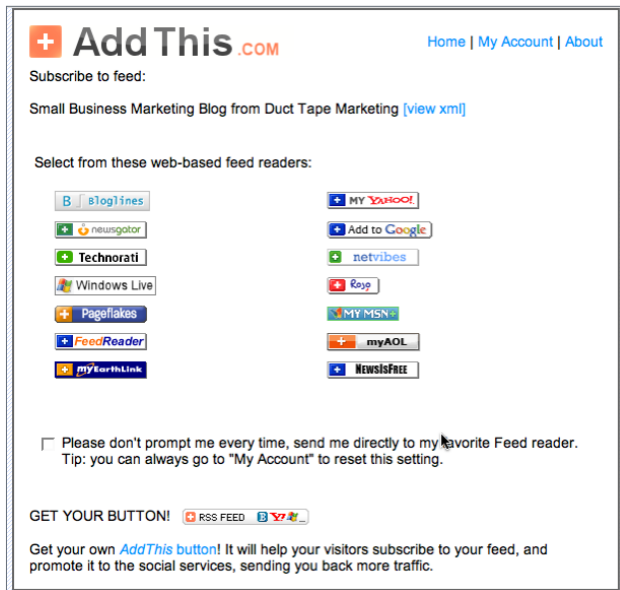 AddThis.com
Home | My Account | About
Subscribe to feed:
Small Business Marketing Blog from Duct Tape Marketing [view xml]
Select from these web-based feed readers:
Bloglines
MY YAHOO!
newsgator
Add to Google
Technorati
netvibes
Windows Live
Rojo
Pageflakes
MY MSN
FeedReader
myAOL
myEarthLink
NewsIsFree
Please don't prompt me every time, send me directly to my favorite Feed reader.
Tip: you can always go to "My Account" to reset this setting.
GET YOUR BUTTON!
RSS FEED
Get your own AddThis button! It will help your visitors subscribe to your feed, and
promote it to the social services, sending you back more traffic.